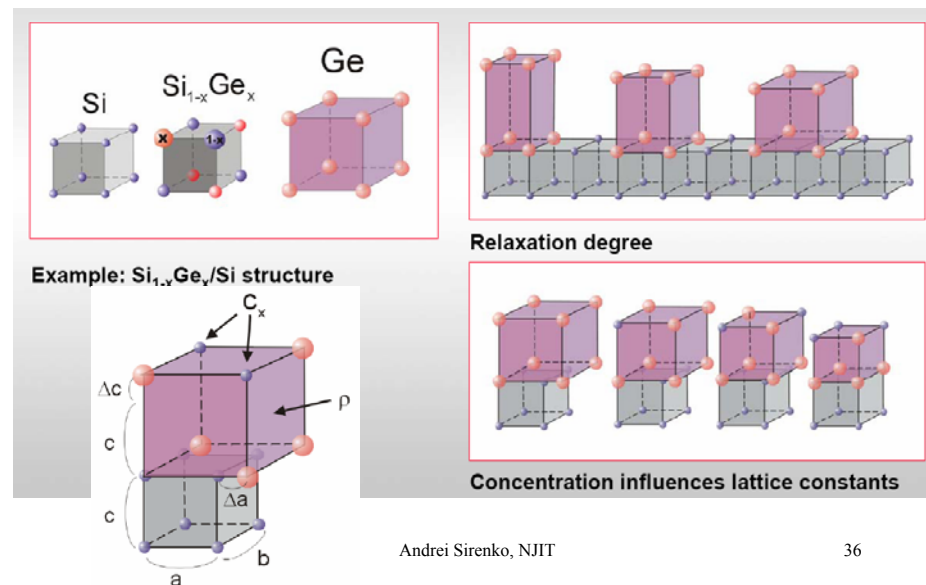 Si
Si1-xGex
Ge
x
1-x
Relaxation degree
Example: Si1-xGex/Si structure
Cx
Δc
ρ
c
Δa
c
b
a
Concentration influences lattice constants
Andrei Sirenko, NJIT
36